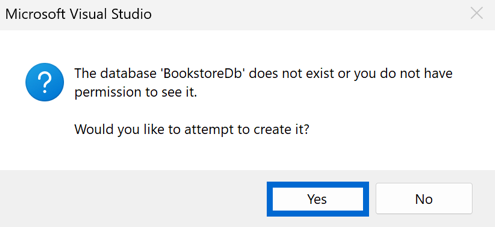 Microsoft Visual Studio
The database 'BookstoreDb' does not exist or you do not have
permission to see it.
Would you like to attempt to create it?
Yes
No